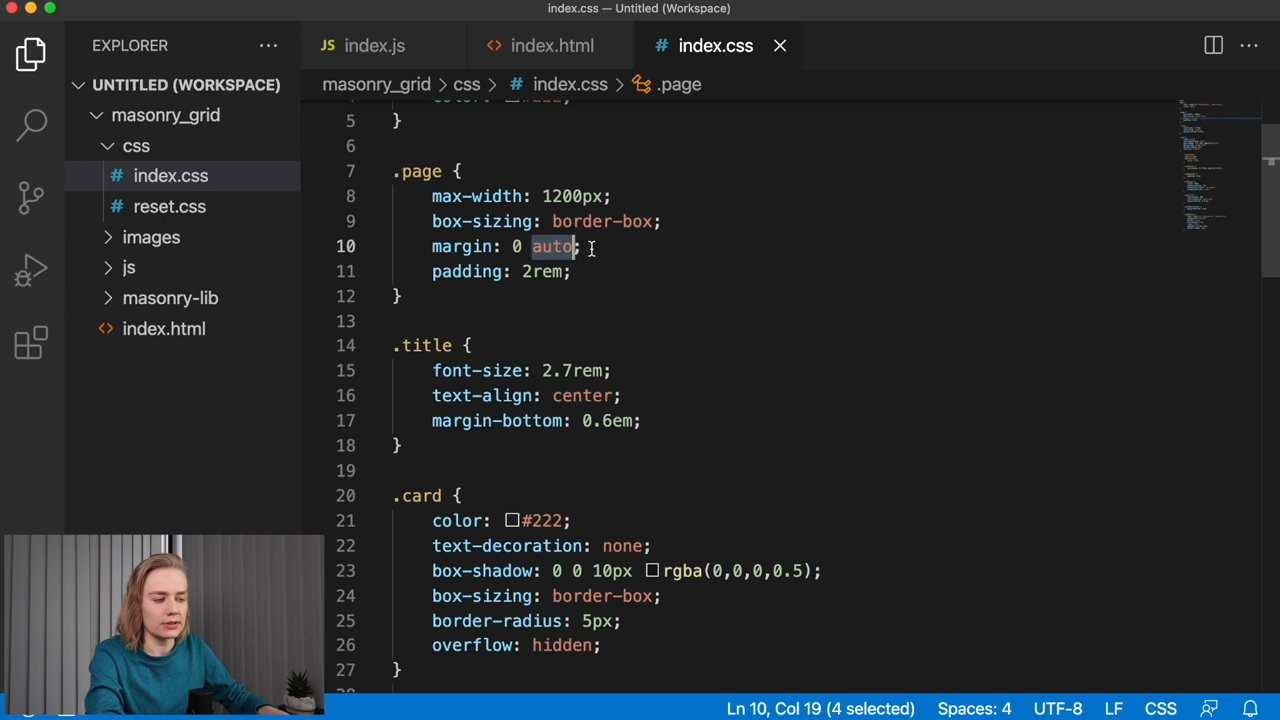 index.css — Untitled (Workspace)
EXPLORER
UNTITLED (WORKSPACE)
masonry_grid
css
# index.css
# reset.css
images
js
masonry-lib
<> index.html
JS index.js
<> index.html
# index.css
masonry_grid > css > # index.css > .page
5 }
6
7 .page {
8 max-width: 1200px;
9 box-sizing: border-box;
10 margin: 0 auto;
11 padding: 2rem;
12 }
13
14 .title {
15 font-size: 2.7rem;
16 text-align: center;
17 margin-bottom: 0.6em;
18 }
19
20 .card {
21 color: #222;
22 text-decoration: none;
23 box-shadow: 0 0 10px rgba(0,0,0,0.5);
24 box-sizing: border-box;
25 border-radius: 5px;
26 overflow: hidden;
27 }
Ln 10, Col 19 (4 selected) Spaces: 4 UTF-8 LF CSS